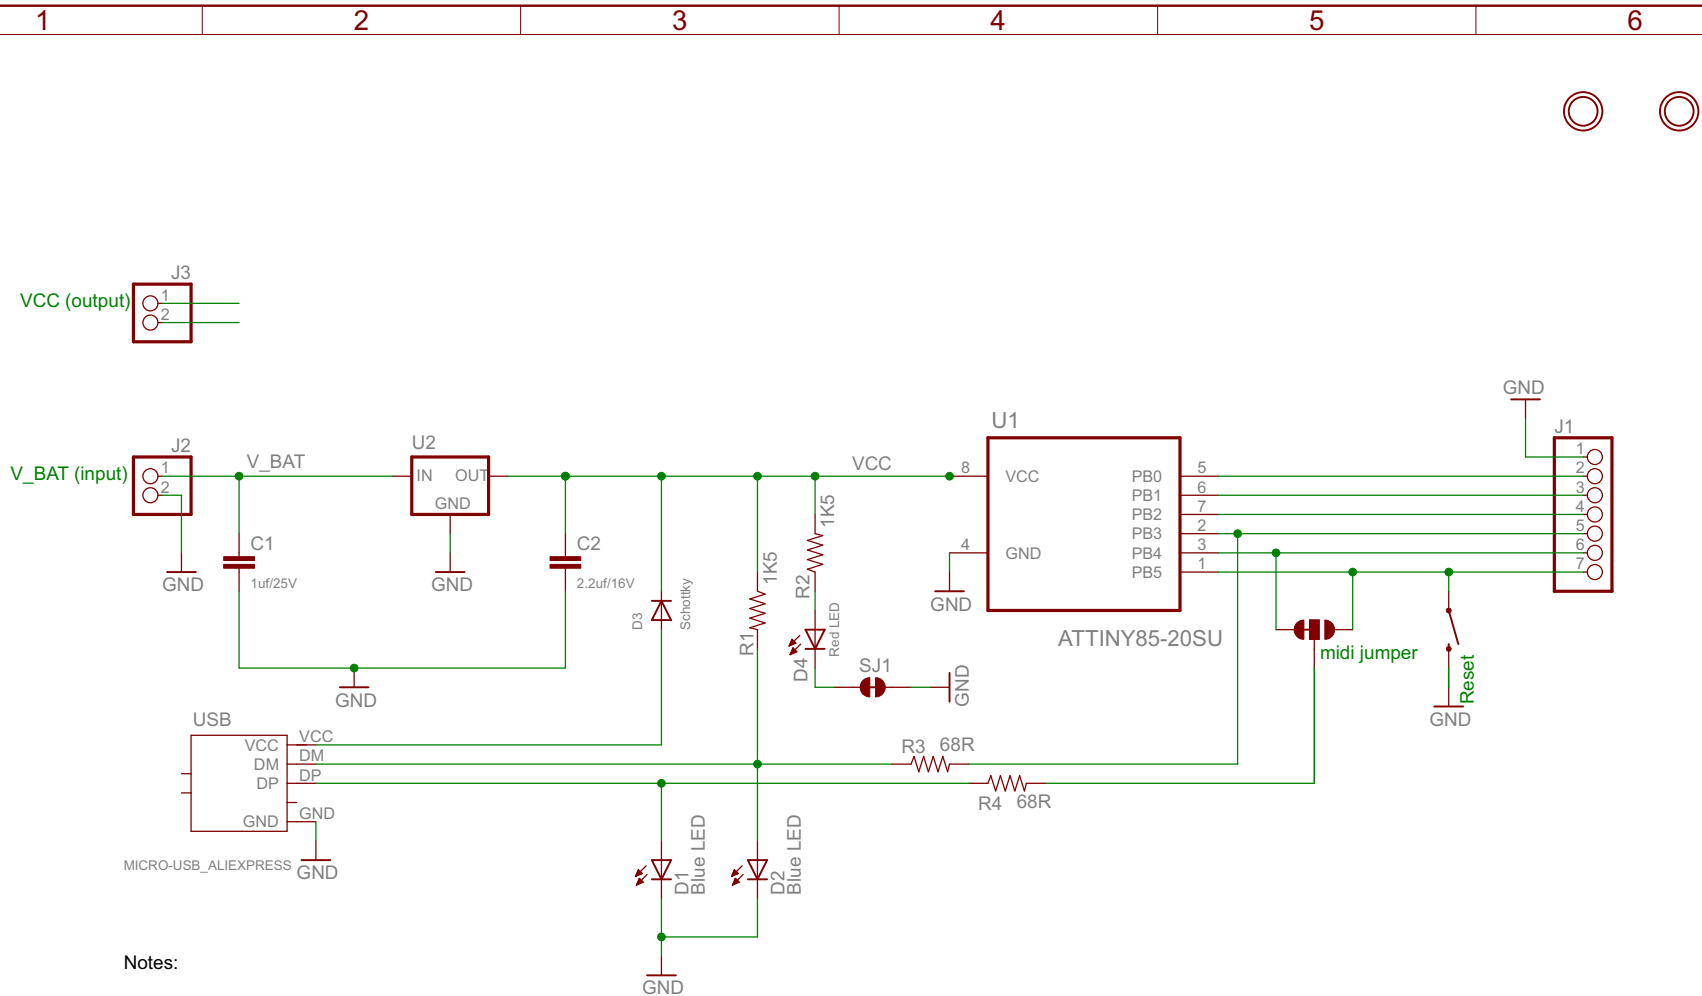 1 2 3 4 5 6
J3
VCC (output)
1
2
GND
J1
1
2
3
4
5
6
7
J2
V_BAT (input)
1
2
GND
V_BAT
C1
1uf/25V
U2
IN OUT
GND
GND
C2
2.2uf/16V
GND
VCC
D3
Schottky
R1
1K5
R2
1K5
D4
Red LED
SJ1
GND
U1
8 VCC
4 GND
GND
PB0 5
PB1 6
PB2 7
PB3 2
PB4 3
PB5 1
ATTINY85-20SU
midi jumper
Reset
GND
USB
VCC VCC
DM DM
DP DP
GND GND
MICRO-USB_ALIEXPRESS
GND
R3 68R
R4 68R
D1
Blue LED
D2
Blue LED
GND
Notes: